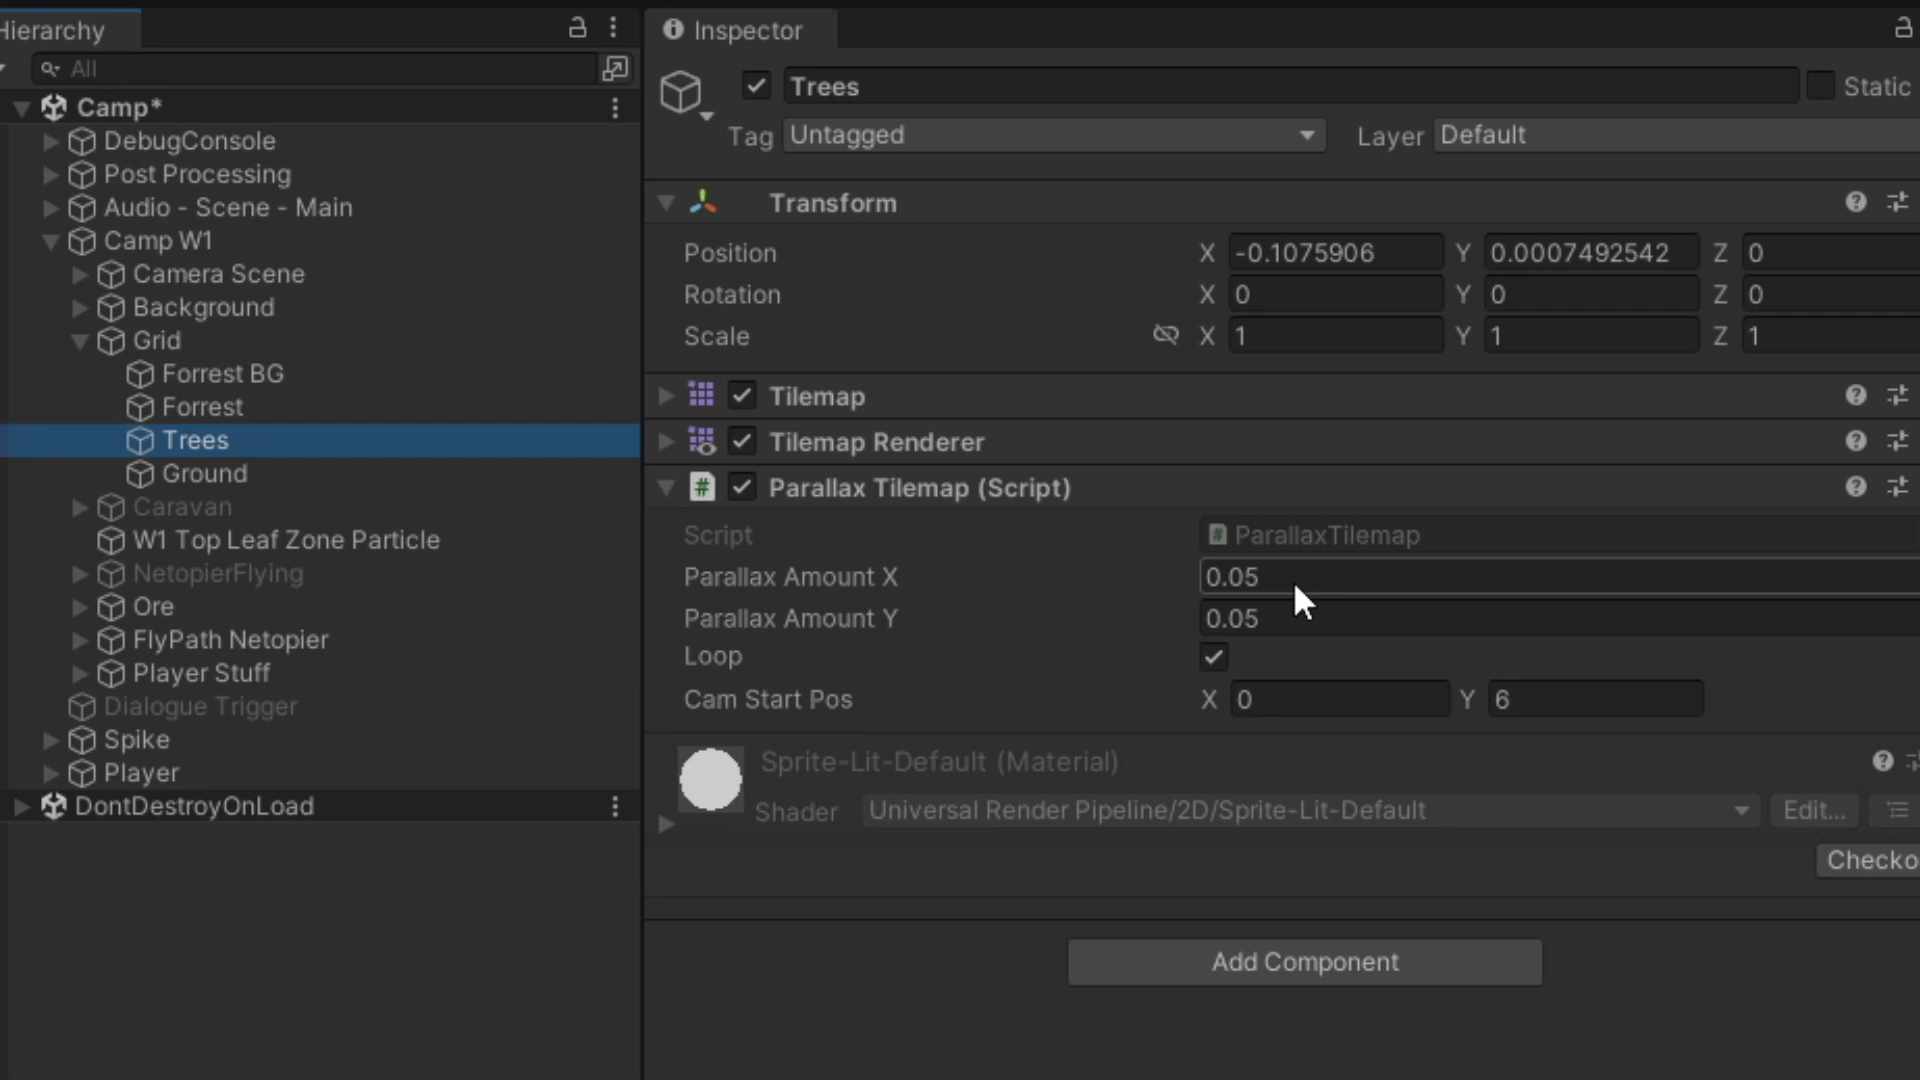 Hierarchy
All
Camp*
DebugConsole
Post Processing
Audio - Scene - Main
Camp W1
Camera Scene
Background
Grid
Forrest BG
Forrest
Trees
Ground
Caravan
W1 Top Leaf Zone Particle
NetopierFlying
Ore
FlyPath Netopier
Player Stuff
Dialogue Trigger
Spike
Player
DontDestroyOnLoad
Inspector
Trees Static
Tag Untagged Layer Default
Transform
Position X -0.1075906 Y 0.0007492542 Z 0
Rotation X 0 Y 0 Z 0
Scale X 1 Y 1 Z 1
Tilemap
Tilemap Renderer
# Parallax Tilemap (Script)
Script # ParallaxTilemap
Parallax Amount X 0.05
Parallax Amount Y 0.05
Loop
Cam Start Pos X 0 Y 6
Sprite-Lit-Default (Material)
Shader Universal Render Pipeline/2D/Sprite-Lit-Default Edit...
Checko
Add Component